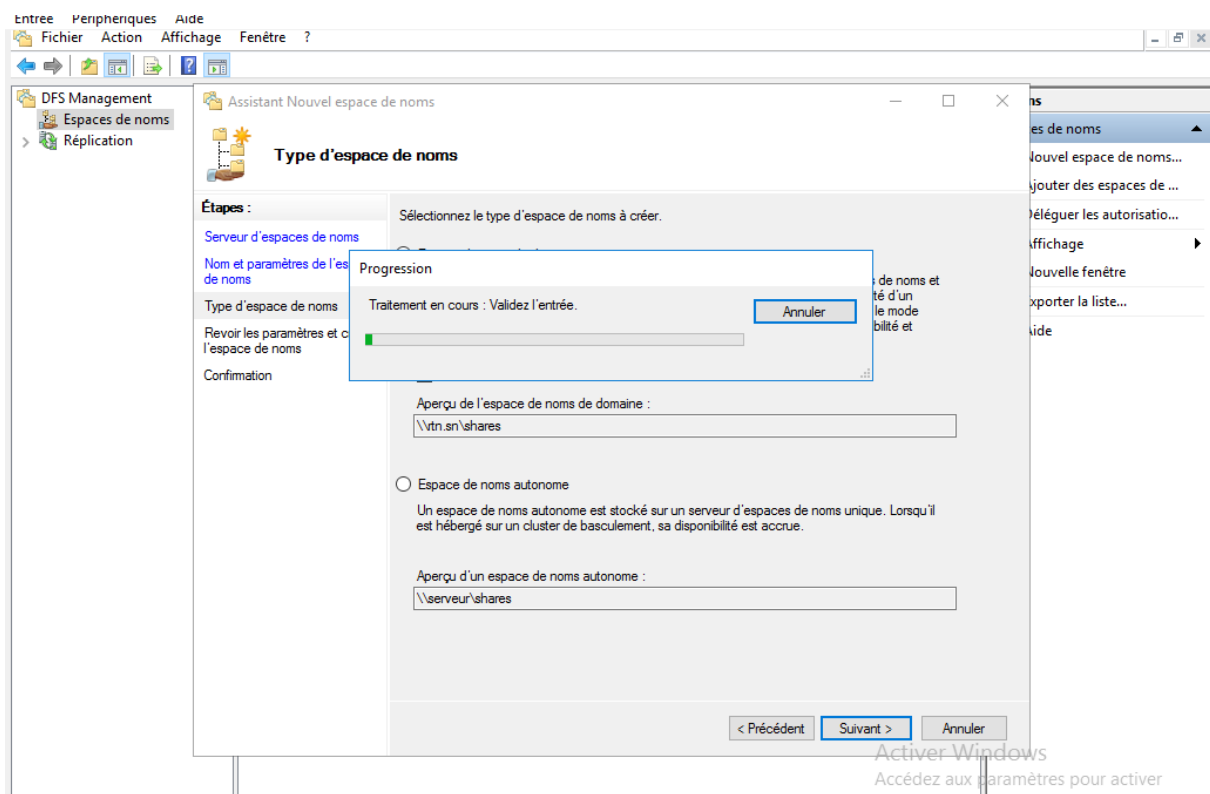 Entrée Périphériques Aide
Fichier Action Affichage Fenêtre ?
DFS Management
Espaces de noms
Réplication
Assistant Nouvel espace de noms
Type d'espace de noms
Étapes :
Serveur d'espaces de noms
Nom et paramètres de l'es
de noms
Type d'espace de noms
Revoir les paramètres et c
l'espace de noms
Confirmation
Sélectionnez le type d'espace de noms à créer.
de noms et
té d'un
le mode
bilité et
Progression
Traitement en cours : Validez l'entrée.
Annuler
Aperçu de l'espace de noms de domaine :
\\rtn.sn\shares
Espace de noms autonome
Un espace de noms autonome est stocké sur un serveur d'espaces de noms unique. Lorsqu'il
est hébergé sur un cluster de basculement, sa disponibilité est accrue.
Aperçu d'un espace de noms autonome :
\\serveur\shares
< Précédent Suivant > Annuler
ns
es de noms
Nouvel espace de noms...
Ajouter des espaces de ...
Déléguer les autorisatio...
Affichage
Nouvelle fenêtre
xporter la liste...
Aide
Activer Windows
Accédez aux paramètres pour activer